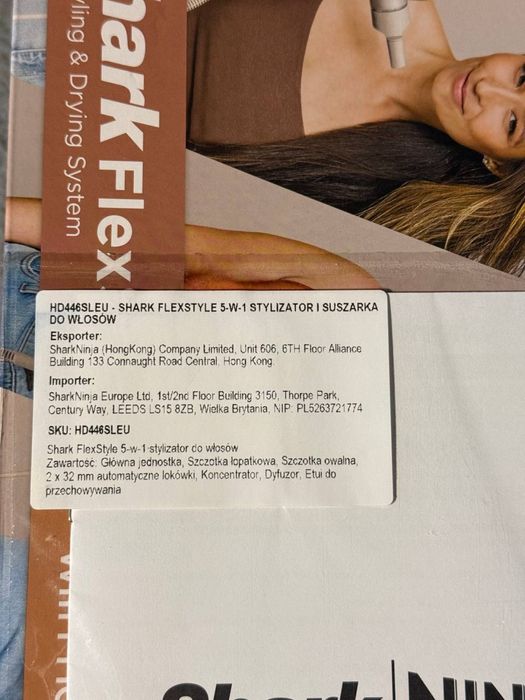 hark Flex
ling & Drying System
HD446SLEU - SHARK FLEXSTYLE 5-W-1 STYLIZATOR I SUSZARKA
DO WŁOSÓW
Eksporter:
SharkNinja (HongKong) Company Limited, Unit 606, 6TH Floor Alliance
Building 133 Connaught Road Central, Hong Kong.
Importer:
SharkNinja Europe Ltd, 1st/2nd Floor Building 3150, Thorpe Park,
Century Way, LEEDS LS15 8ZB, Wielka Brytania, NIP: PL5263721774
SKU: HD446SLEU
Shark FlexStyle 5-w-1 stylizator do włosów
Zawartość: Główna jednostka, Szczotka łopatkowa, Szczotka owalna,
2 x 32 mm automatyczne lokówki, Koncentrator, Dyfuzor, Etui do
przechowywania
Shark NIN